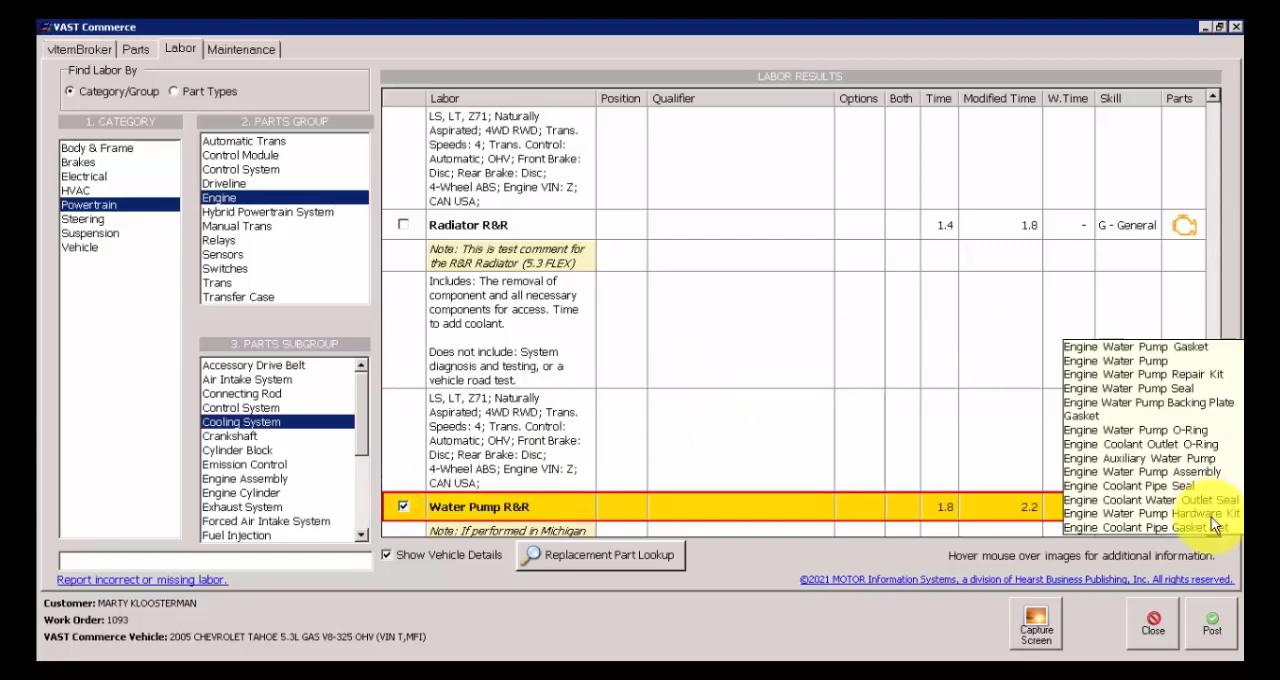 VAST Commerce
vItemBroker Parts Labor Maintenance
Find Labor By
Category/Group Part Types
1. CATEGORY
Body & Frame
Brakes
Electrical
HVAC
Powertrain
Steering
Suspension
Vehicle
2. PARTS GROUP
Automatic Trans
Control Module
Control System
Driveline
Engine
Hybrid Powertrain System
Manual Trans
Relays
Sensors
Switches
Trans
Transfer Case
3. PARTS SUBGROUP
Accessory Drive Belt
Air Intake System
Connecting Rod
Control System
Cooling System
Crankshaft
Cylinder Block
Emission Control
Engine Assembly
Engine Cylinder
Exhaust System
Forced Air Intake System
Fuel Injection
Report incorrect or missing labor.
LABOR RESULTS
Labor Position Qualifier Options Both Time Modified Time W.Time Skill Parts
LS, LT, Z71; Naturally
Aspirated; 4WD RWD; Trans.
Speeds: 4; Trans. Control:
Automatic; OHV; Front Brake:
Disc; Rear Brake: Disc;
4-Wheel ABS; Engine VIN: Z;
CAN USA;
Radiator R&R 1.4 1.8 - G - General
Note: This is test comment for
the R&R Radiator (5.3 FLEX)
Includes: The removal of
component and all necessary
components for access. Time
to add coolant.
Does not include: System
diagnosis and testing, or a
vehicle road test.
LS, LT, Z71; Naturally
Aspirated; 4WD RWD; Trans.
Speeds: 4; Trans. Control:
Automatic; OHV; Front Brake:
Disc; Rear Brake: Disc;
4-Wheel ABS; Engine VIN: Z;
CAN USA;
Water Pump R&R 1.8 2.2
Note: If performed in Michigan
Engine Water Pump Gasket
Engine Water Pump
Engine Water Pump Repair Kit
Engine Water Pump Seal
Engine Water Pump Backing Plate
Gasket
Engine Water Pump O-Ring
Engine Coolant Outlet O-Ring
Engine Auxiliary Water Pump
Engine Water Pump Assembly
Engine Coolant Pipe Seal
Engine Coolant Water Outlet Seal
Engine Water Pump Hardware Kit
Engine Coolant Pipe Gasket
Show Vehicle Details Replacement Part Lookup Hover mouse over images for additional information.
©2021 MOTOR Information Systems, a division of Hearst Business Publishing, Inc. All rights reserved.
Customer: MARTY KLOOSTERMAN
Work Order: 1093
VAST Commerce Vehicle: 2005 CHEVROLET TAHOE 5.3L GAS V8-325 OHV (VIN T,MFI)
Capture
Screen
Close
Post